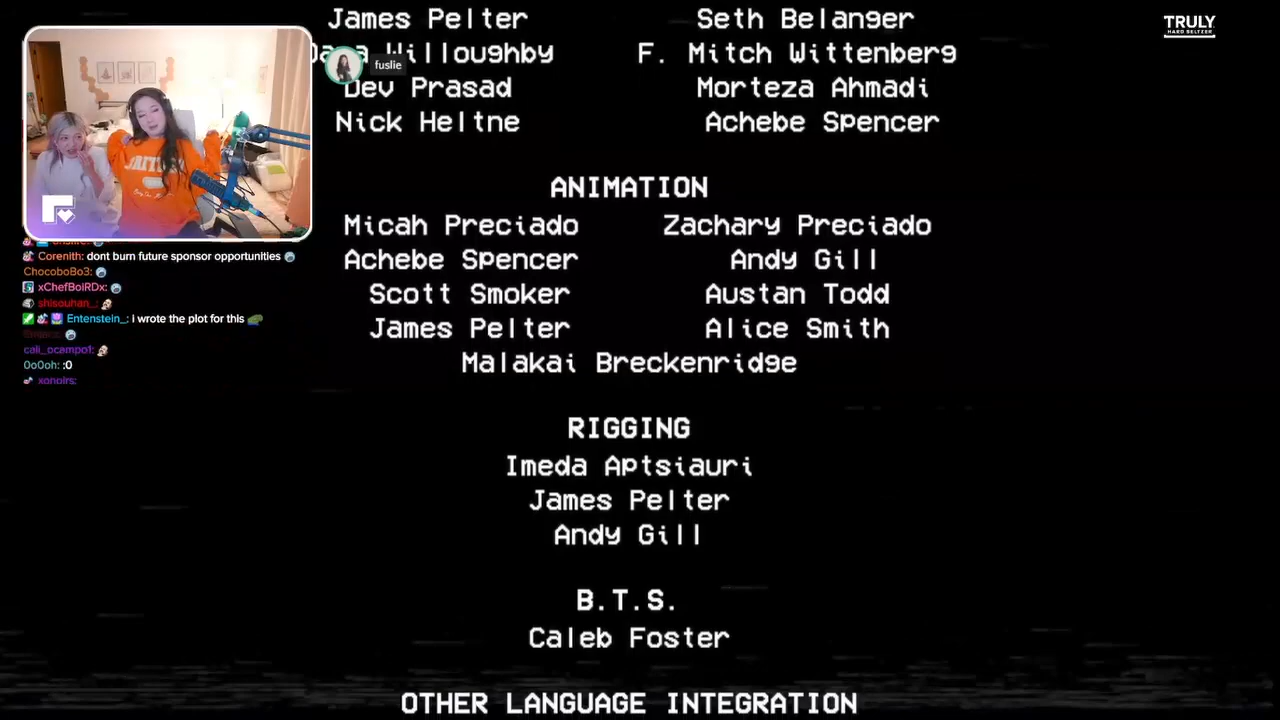 James Pelter Seth Belanger
Willoughby F. Mitch Wittenberg
fuslie
Dev Prasad Morteza Ahmadi
Nick Heltne Achebe Spencer
TRULY
HARD SELTZER
ANIMATION
Micah Preciado Zachary Preciado
Achebe Spencer Andy Gill
Scott Smoker Austan Todd
James Pelter Alice Smith
Malakai Breckenridge
RIGGING
Imeda Aptsiauri
James Pelter
Andy Gill
B.T.S.
Caleb Foster
OTHER LANGUAGE INTEGRATION
Corenith: dont burn future sponsor opportunities
ChocoboBo3:
xChefBoiRDx:
shisouhan_:
Entenstein_: i wrote the plot for this
cali_ocampo1:
0o0oh: :0
xonoirs: